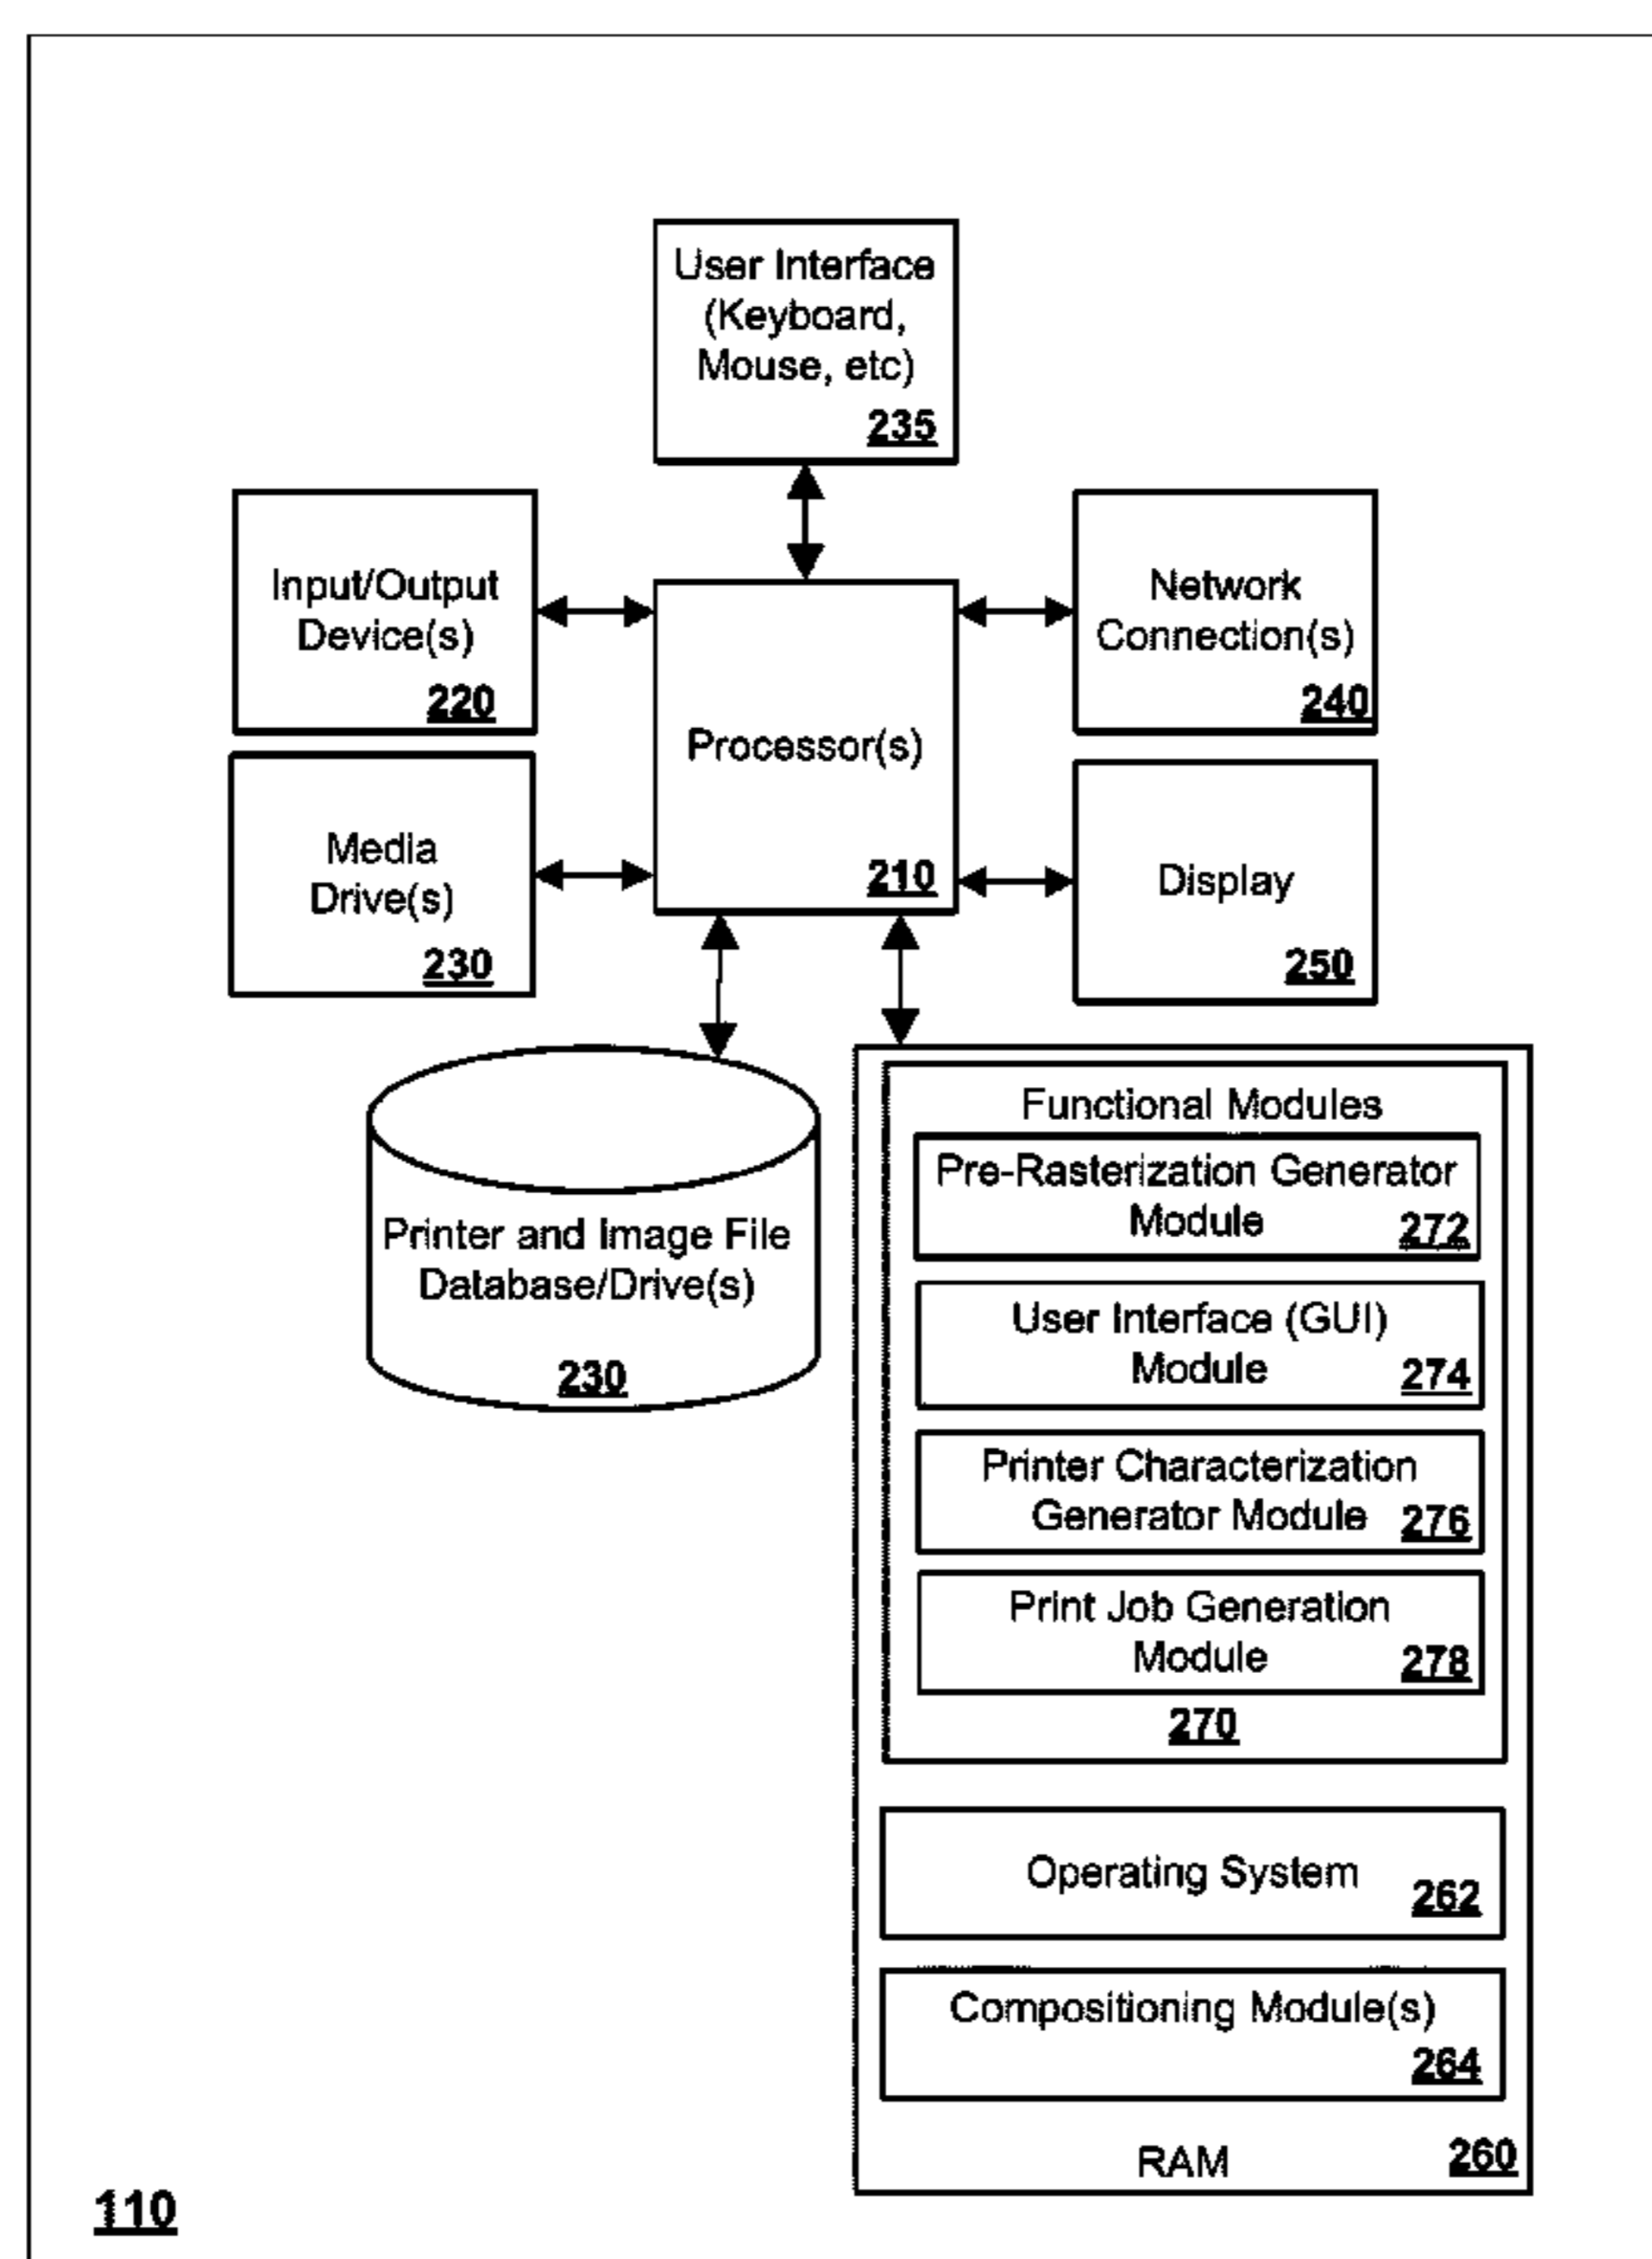 User Interface
(Keyboard,
Mouse, etc)
235
Input/Output
Device(s)
220
Network
Connection(s)
240
Processor(s)
210
Media
Drive(s)
230
Display
250
Printer and Image File
Database/Drive(s)
230
Functional Modules
Pre-Rasterization Generator
Module 272
User Interface (GUI)
Module 274
Printer Characterization
Generator Module 276
Print Job Generation
Module 278
270
Operating System
262
Compositioning Module(s)
264
RAM 260
110